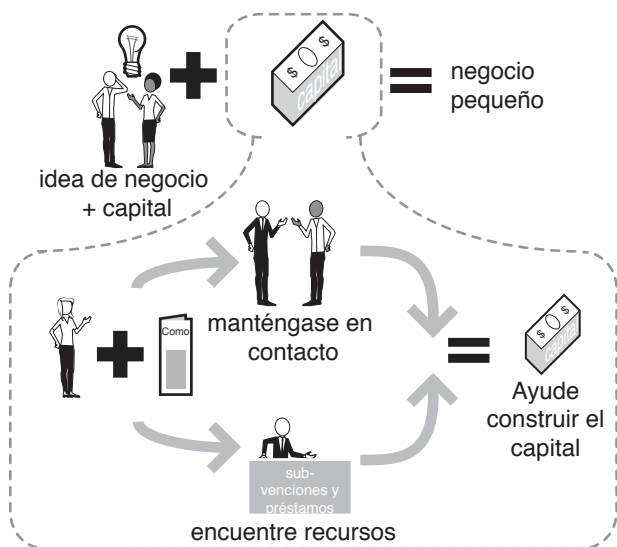 $ $
capital
negocio
pequeño
idea de negocio
+ capital
Como
manténgase en
contacto
$ $
capital
Ayude
construir el
capital
sub-
venciones y
préstamos
encuentre recursos